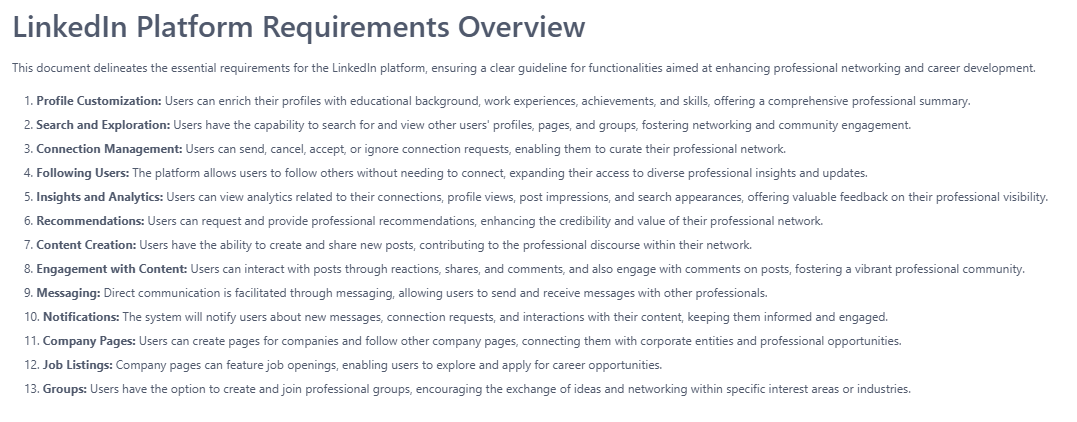 LinkedIn Platform Requirements Overview
This document delineates the essential requirements for the LinkedIn platform, ensuring a clear guideline for functionalities aimed at enhancing professional networking and career development.
1. Profile Customization: Users can enrich their profiles with educational background, work experiences, achievements, and skills, offering a comprehensive professional summary.
2. Search and Exploration: Users have the capability to search for and view other users' profiles, pages, and groups, fostering networking and community engagement.
3. Connection Management: Users can send, cancel, accept, or ignore connection requests, enabling them to curate their professional network.
4. Following Users: The platform allows users to follow others without needing to connect, expanding their access to diverse professional insights and updates.
5. Insights and Analytics: Users can view analytics related to their connections, profile views, post impressions, and search appearances, offering valuable feedback on their professional visibility.
6. Recommendations: Users can request and provide professional recommendations, enhancing the credibility and value of their professional network.
7. Content Creation: Users have the ability to create and share new posts, contributing to the professional discourse within their network.
8. Engagement with Content: Users can interact with posts through reactions, shares, and comments, and also engage with comments on posts, fostering a vibrant professional community.
9. Messaging: Direct communication is facilitated through messaging, allowing users to send and receive messages with other professionals.
10. Notifications: The system will notify users about new messages, connection requests, and interactions with their content, keeping them informed and engaged.
11. Company Pages: Users can create pages for companies and follow other company pages, connecting them with corporate entities and professional opportunities.
12. Job Listings: Company pages can feature job openings, enabling users to explore and apply for career opportunities.
13. Groups: Users have the option to create and join professional groups, encouraging the exchange of ideas and networking within specific interest areas or industries.